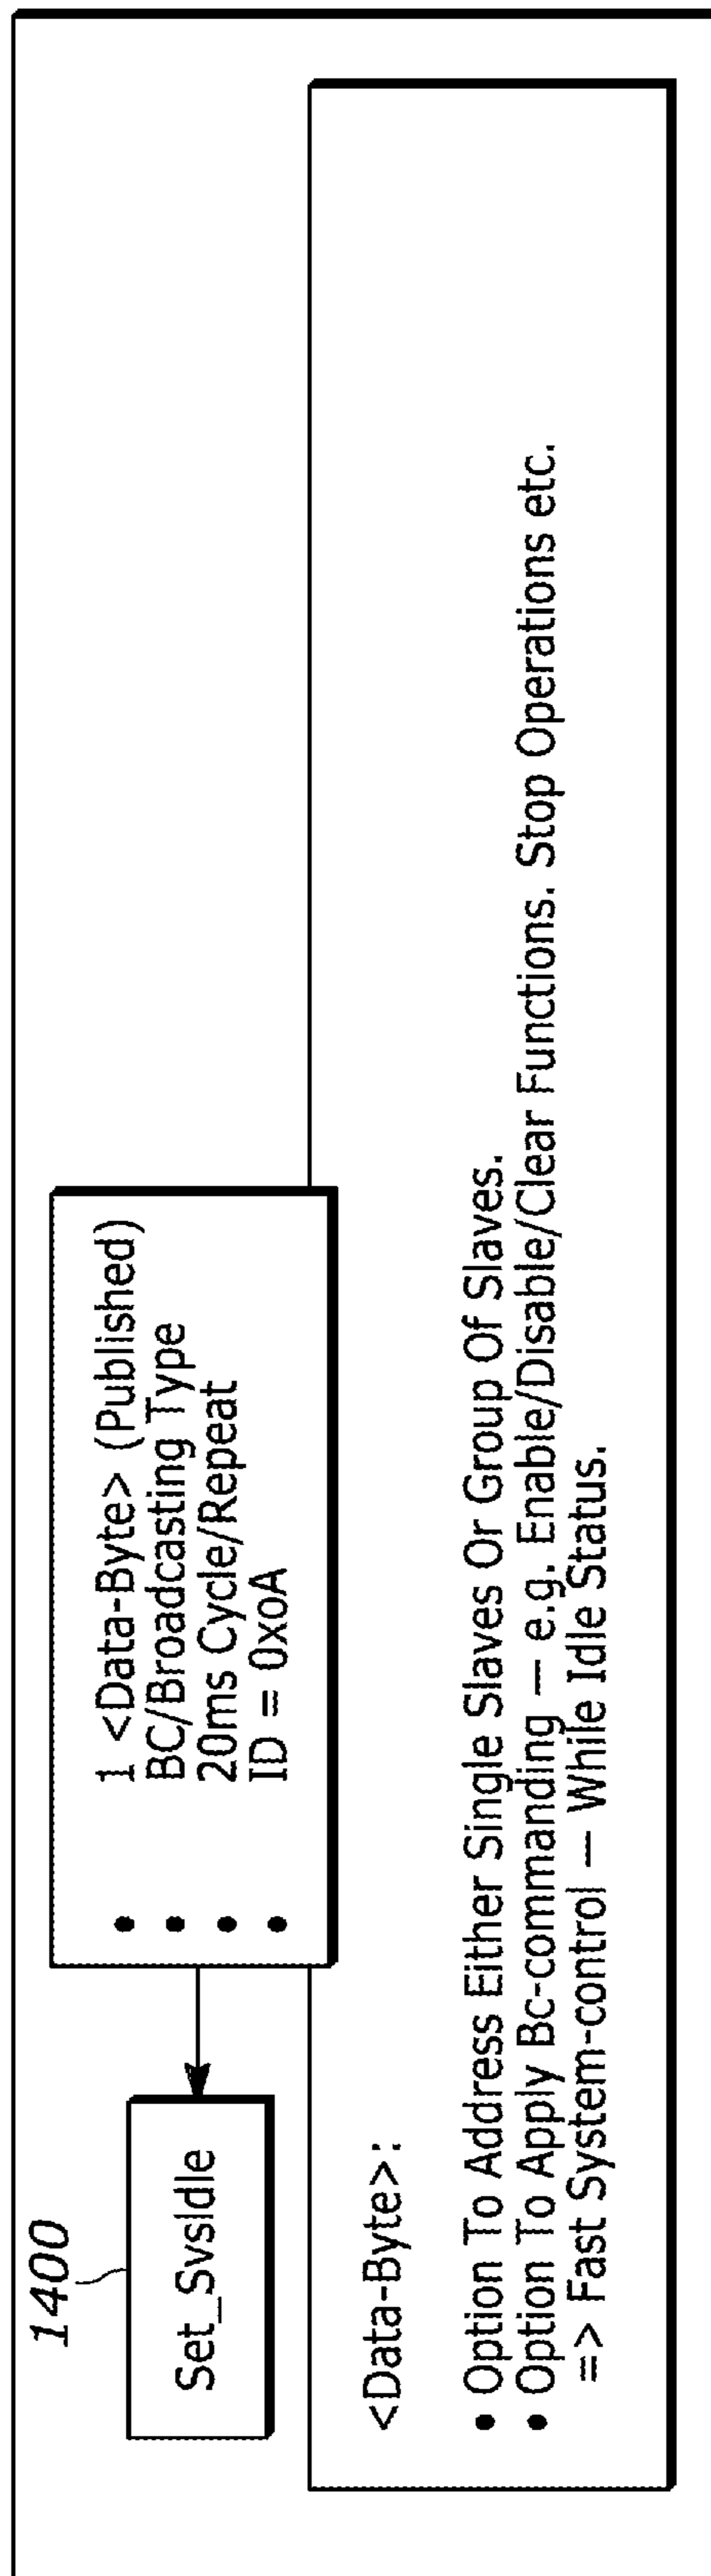 1400
Set_SvsIdle
• 1 <Data-Byte> (Published)
• BC/Broadcasting Type
• 20ms Cycle/Repeat
• ID = 0xoA
<Data-Byte>:
• Option To Address Either Single Slaves Or Group Of Slaves.
• Option To Apply Bc-commanding — e.g. Enable/Disable/Clear Functions. Stop Operations etc.
=> Fast System-control — While Idle Status.